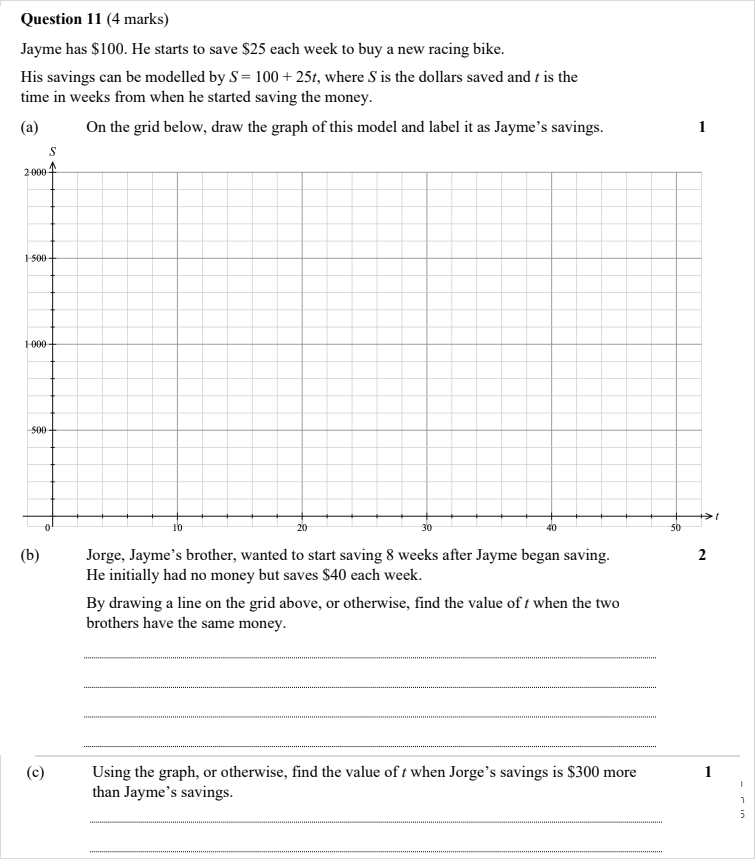 Question 11 (4 marks)
Jayme has $100. He starts to save $25 each week to buy a new racing bike.
His savings can be modelled by S = 100 + 25t, where S is the dollars saved and t is the
time in weeks from when he started saving the money.
(a) On the grid below, draw the graph of this model and label it as Jayme's savings. 1
S
2 000
1 500
1 000
500
0 10 20 30 40 50 t
(b) Jorge, Jayme's brother, wanted to start saving 8 weeks after Jayme began saving. 2
He initially had no money but saves $40 each week.
By drawing a line on the grid above, or otherwise, find the value of t when the two
brothers have the same money.
(c) Using the graph, or otherwise, find the value of t when Jorge's savings is $300 more 1
than Jayme's savings.